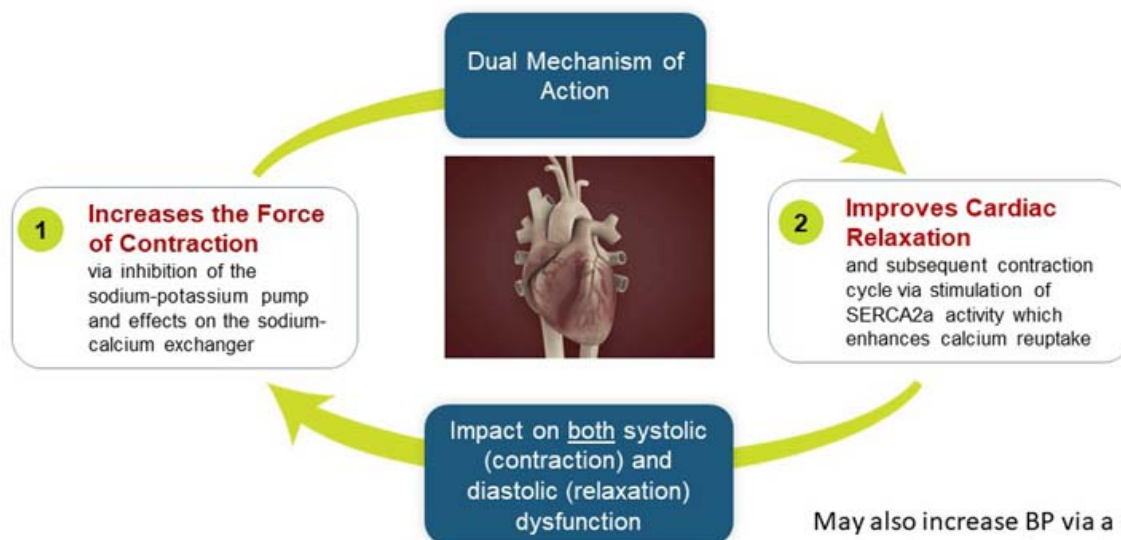 Dual Mechanism of
Action
1
Increases the Force
of Contraction
via inhibition of the
sodium-potassium pump
and effects on the sodium-
calcium exchanger
2
Improves Cardiac
Relaxation
and subsequent contraction
cycle via stimulation of
SERCA2a activity which
enhances calcium reuptake
Impact on both systolic
(contraction) and
diastolic (relaxation)
dysfunction
May also increase BP via a